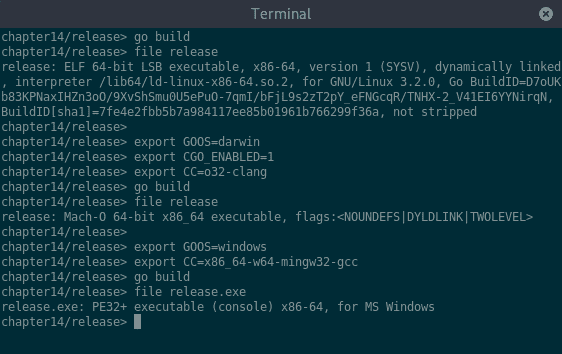 Terminal
chapter14/release> go build
chapter14/release> file release
release: ELF 64-bit LSB executable, x86-64, version 1 (SYSV), dynamically linked
, interpreter /lib64/ld-linux-x86-64.so.2, for GNU/Linux 3.2.0, Go BuildID=D7oUK
b83KPNaxIHZn3oO/9XvShSmu0U5ePuO-7qmI/bFjL9s2zT2pY_eFNGcqR/TNHX-2_V41EI6YYNirqN,
BuildID[sha1]=7fe4e2fbb5b7a984117ee85b01961b766299f36a, not stripped
chapter14/release>
chapter14/release> export GOOS=darwin
chapter14/release> export CGO_ENABLED=1
chapter14/release> export CC=o32-clang
chapter14/release> go build
chapter14/release> file release
release: Mach-O 64-bit x86_64 executable, flags:<NOUNDEFS|DYLDLINK|TWOLEVEL>
chapter14/release>
chapter14/release> export GOOS=windows
chapter14/release> export CC=x86_64-w64-mingw32-gcc
chapter14/release> go build
chapter14/release> file release.exe
release.exe: PE32+ executable (console) x86-64, for MS Windows
chapter14/release>